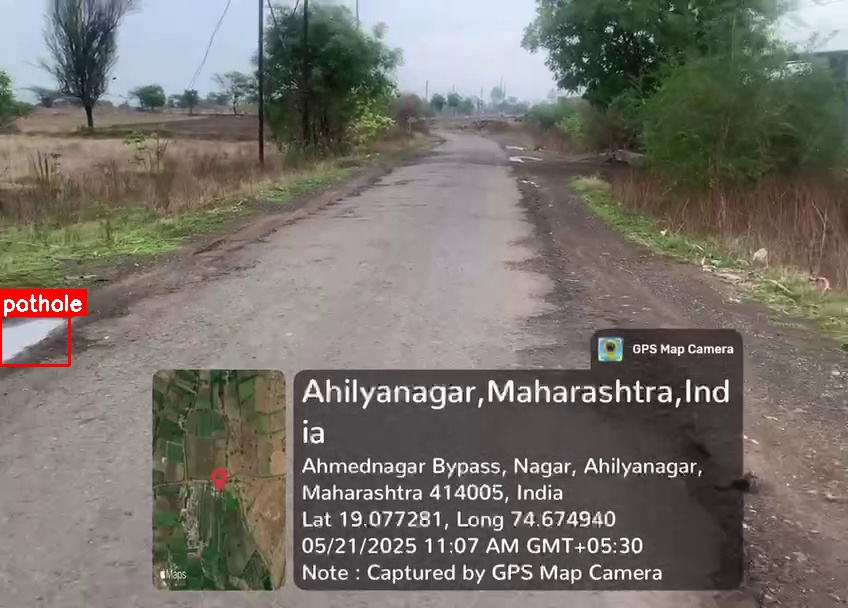 pothole
GPS Map Camera
Ahilyanagar,Maharashtra,Ind
ia
Ahmednagar Bypass, Nagar, Ahilyanagar,
Maharashtra 414005, India
Lat 19.077281, Long 74.674940
05/21/2025 11:07 AM GMT+05:30
Note : Captured by GPS Map Camera
Maps